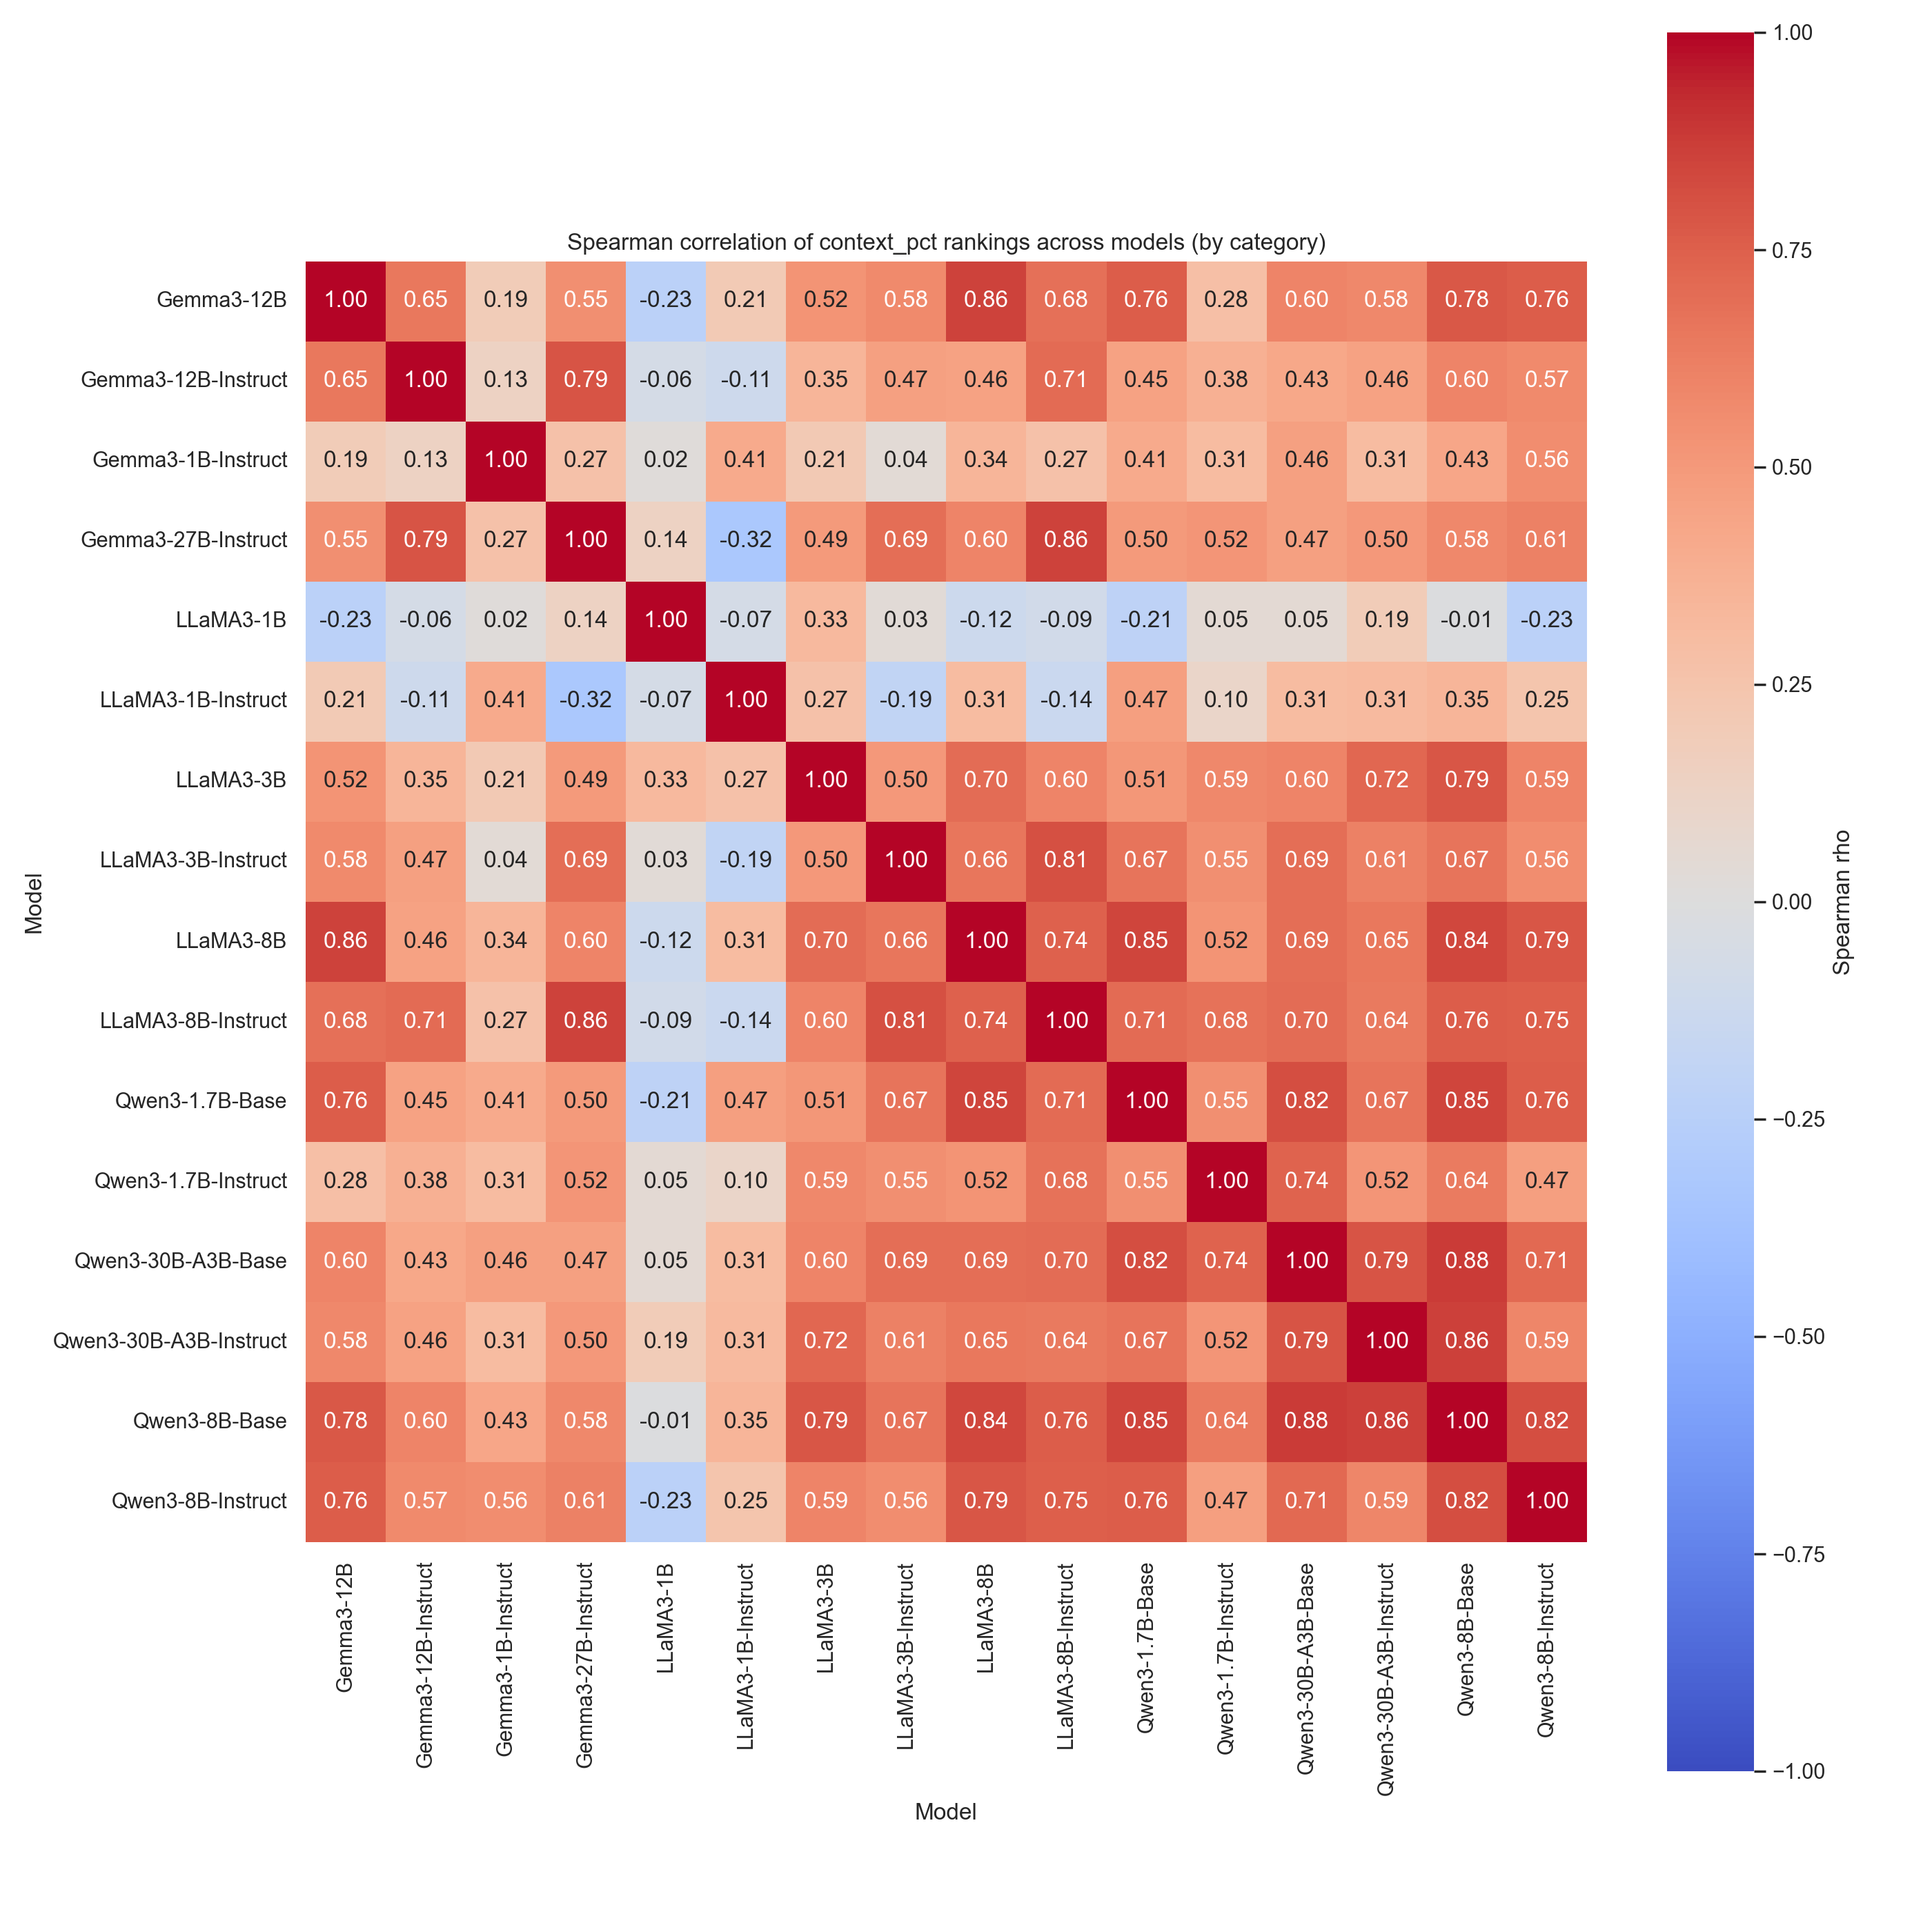 Spearman correlation of context_pct rankings across models (by category)
Gemma3-12B 1.00 0.65 0.19 0.55 -0.23 0.21 0.52 0.58 0.86 0.68 0.76 0.28 0.60 0.58 0.78 0.76
Gemma3-12B-Instruct 0.65 1.00 0.13 0.79 -0.06 -0.11 0.35 0.47 0.46 0.71 0.45 0.38 0.43 0.46 0.60 0.57
Gemma3-1B-Instruct 0.19 0.13 1.00 0.27 0.02 0.41 0.21 0.04 0.34 0.27 0.41 0.31 0.46 0.31 0.43 0.56
Gemma3-27B-Instruct 0.55 0.79 0.27 1.00 0.14 -0.32 0.49 0.69 0.60 0.86 0.50 0.52 0.47 0.50 0.58 0.61
LLaMA3-1B -0.23 -0.06 0.02 0.14 1.00 -0.07 0.33 0.03 -0.12 -0.09 -0.21 0.05 0.05 0.19 -0.01 -0.23
LLaMA3-1B-Instruct 0.21 -0.11 0.41 -0.32 -0.07 1.00 0.27 -0.19 0.31 -0.14 0.47 0.10 0.31 0.31 0.35 0.25
LLaMA3-3B 0.52 0.35 0.21 0.49 0.33 0.27 1.00 0.50 0.70 0.60 0.51 0.59 0.60 0.72 0.79 0.59
LLaMA3-3B-Instruct 0.58 0.47 0.04 0.69 0.03 -0.19 0.50 1.00 0.66 0.81 0.67 0.55 0.69 0.61 0.67 0.56
LLaMA3-8B 0.86 0.46 0.34 0.60 -0.12 0.31 0.70 0.66 1.00 0.74 0.85 0.52 0.69 0.65 0.84 0.79
LLaMA3-8B-Instruct 0.68 0.71 0.27 0.86 -0.09 -0.14 0.60 0.81 0.74 1.00 0.71 0.68 0.70 0.64 0.76 0.75
Qwen3-1.7B-Base 0.76 0.45 0.41 0.50 -0.21 0.47 0.51 0.67 0.85 0.71 1.00 0.55 0.82 0.67 0.85 0.76
Qwen3-1.7B-Instruct 0.28 0.38 0.31 0.52 0.05 0.10 0.59 0.55 0.52 0.68 0.55 1.00 0.74 0.52 0.64 0.47
Qwen3-30B-A3B-Base 0.60 0.43 0.46 0.47 0.05 0.31 0.60 0.69 0.69 0.70 0.82 0.74 1.00 0.79 0.88 0.71
Qwen3-30B-A3B-Instruct 0.58 0.46 0.31 0.50 0.19 0.31 0.72 0.61 0.65 0.64 0.67 0.52 0.79 1.00 0.86 0.59
Qwen3-8B-Base 0.78 0.60 0.43 0.58 -0.01 0.35 0.79 0.67 0.84 0.76 0.85 0.64 0.88 0.86 1.00 0.82
Qwen3-8B-Instruct 0.76 0.57 0.56 0.61 -0.23 0.25 0.59 0.56 0.79 0.75 0.76 0.47 0.71 0.59 0.82 1.00
Model
Gemma3-12B
Gemma3-12B-Instruct
Gemma3-1B-Instruct
Gemma3-27B-Instruct
LLaMA3-1B
LLaMA3-1B-Instruct
LLaMA3-3B
LLaMA3-3B-Instruct
LLaMA3-8B
LLaMA3-8B-Instruct
Qwen3-1.7B-Base
Qwen3-1.7B-Instruct
Qwen3-30B-A3B-Base
Qwen3-30B-A3B-Instruct
Qwen3-8B-Base
Qwen3-8B-Instruct
Model
1.00
0.75
0.50
0.25
0.00
−0.25
−0.50
−0.75
−1.00
Spearman rho